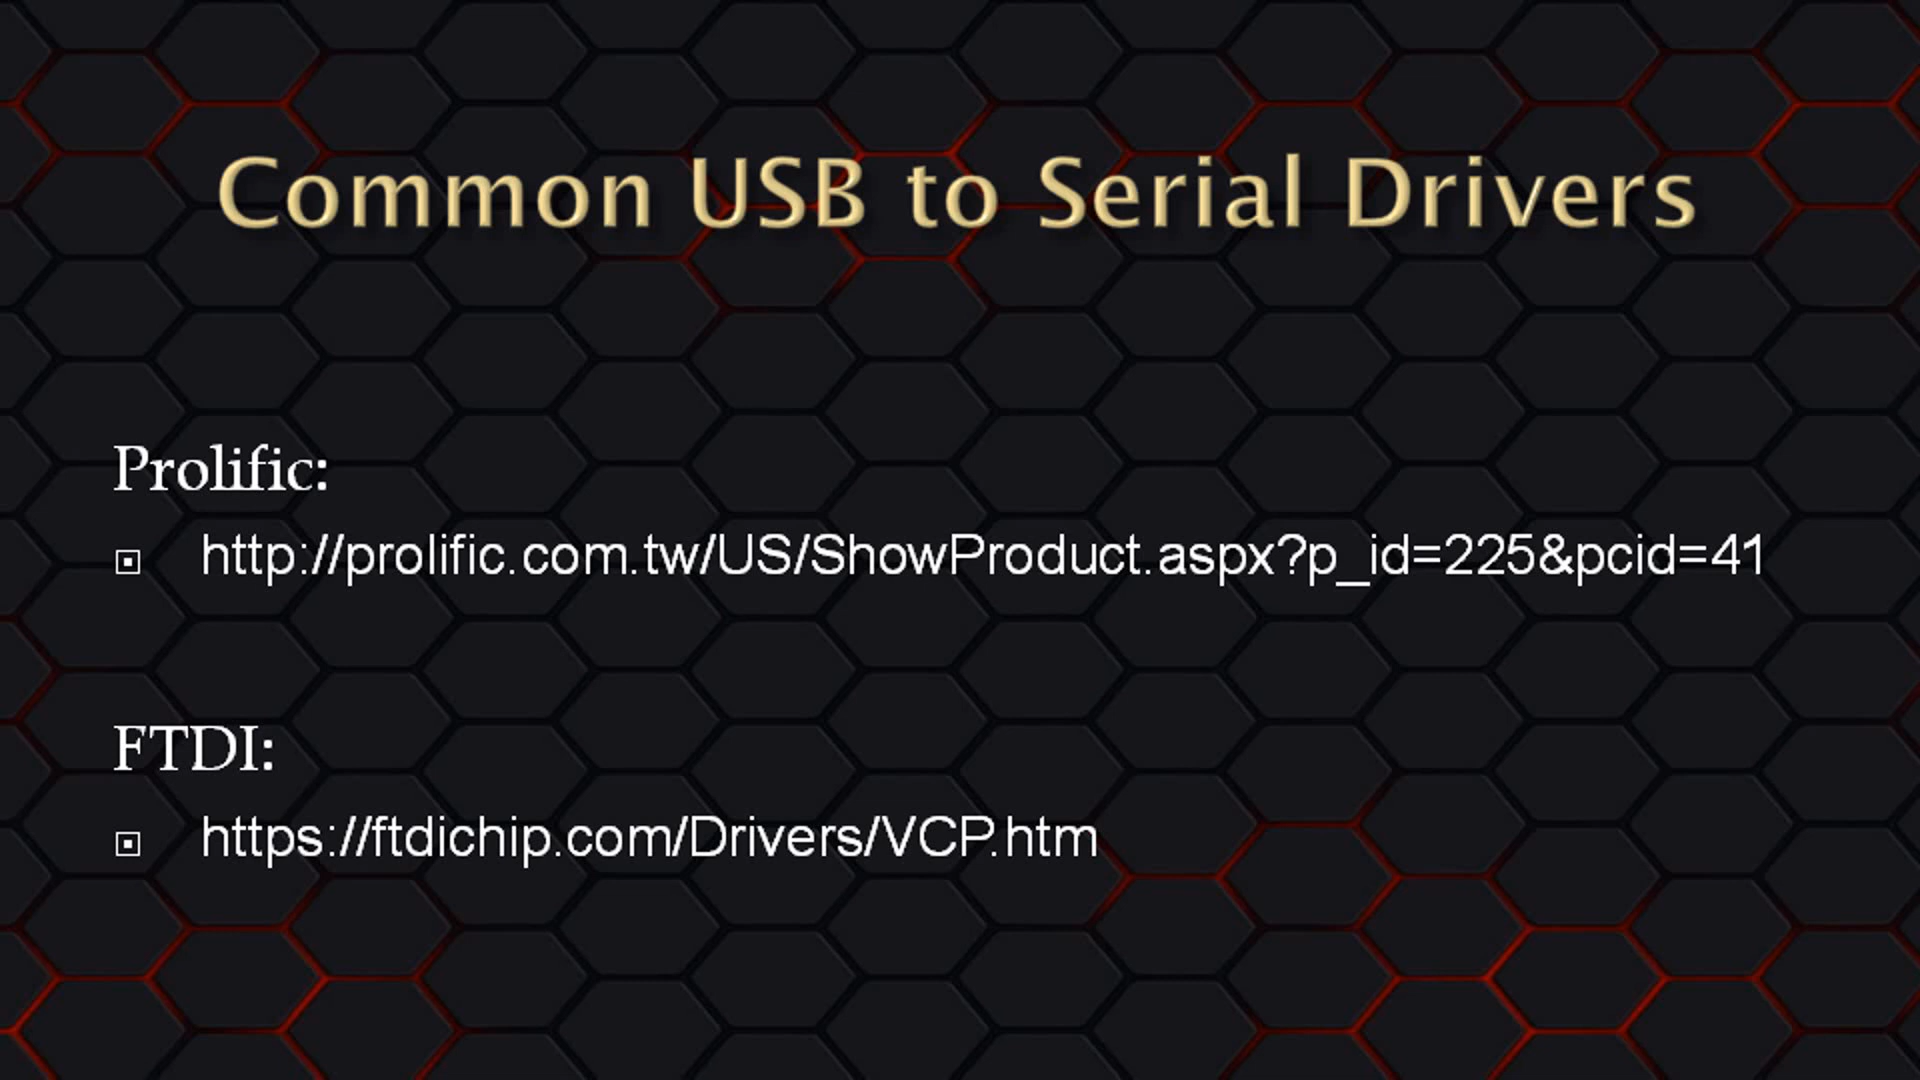 Common USB to Serial Drivers
Prolific:
http://prolific.com.tw/US/ShowProduct.aspx?p_id=225&pcid=41
FTDI:
https://ftdichip.com/Drivers/VCP.htm